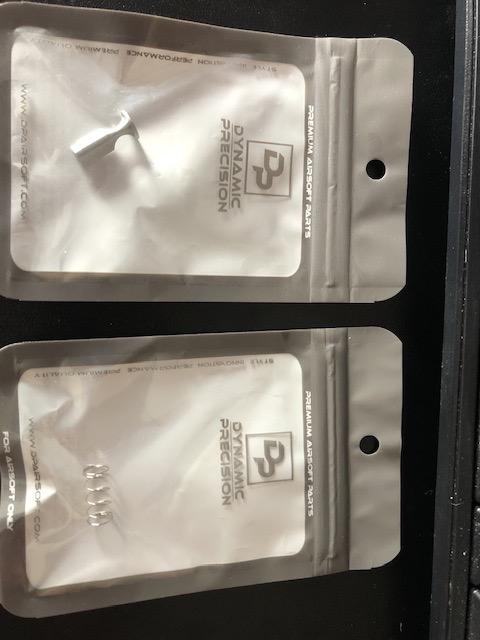 PREMIUM AIRSOFT PARTS
DP
DYNAMIC
PRECISION
STYLE INNOVATION PERFORMANCE PREMIUM QUALITY
WWW.DPAIRSOFT.COM
PREMIUM AIRSOFT PARTS
DP
DYNAMIC
PRECISION
STYLE INNOVATION PERFORMANCE PREMIUM QUALITY
WWW.DPAIRSOFT.COM
FOR AIRSOFT ONLY